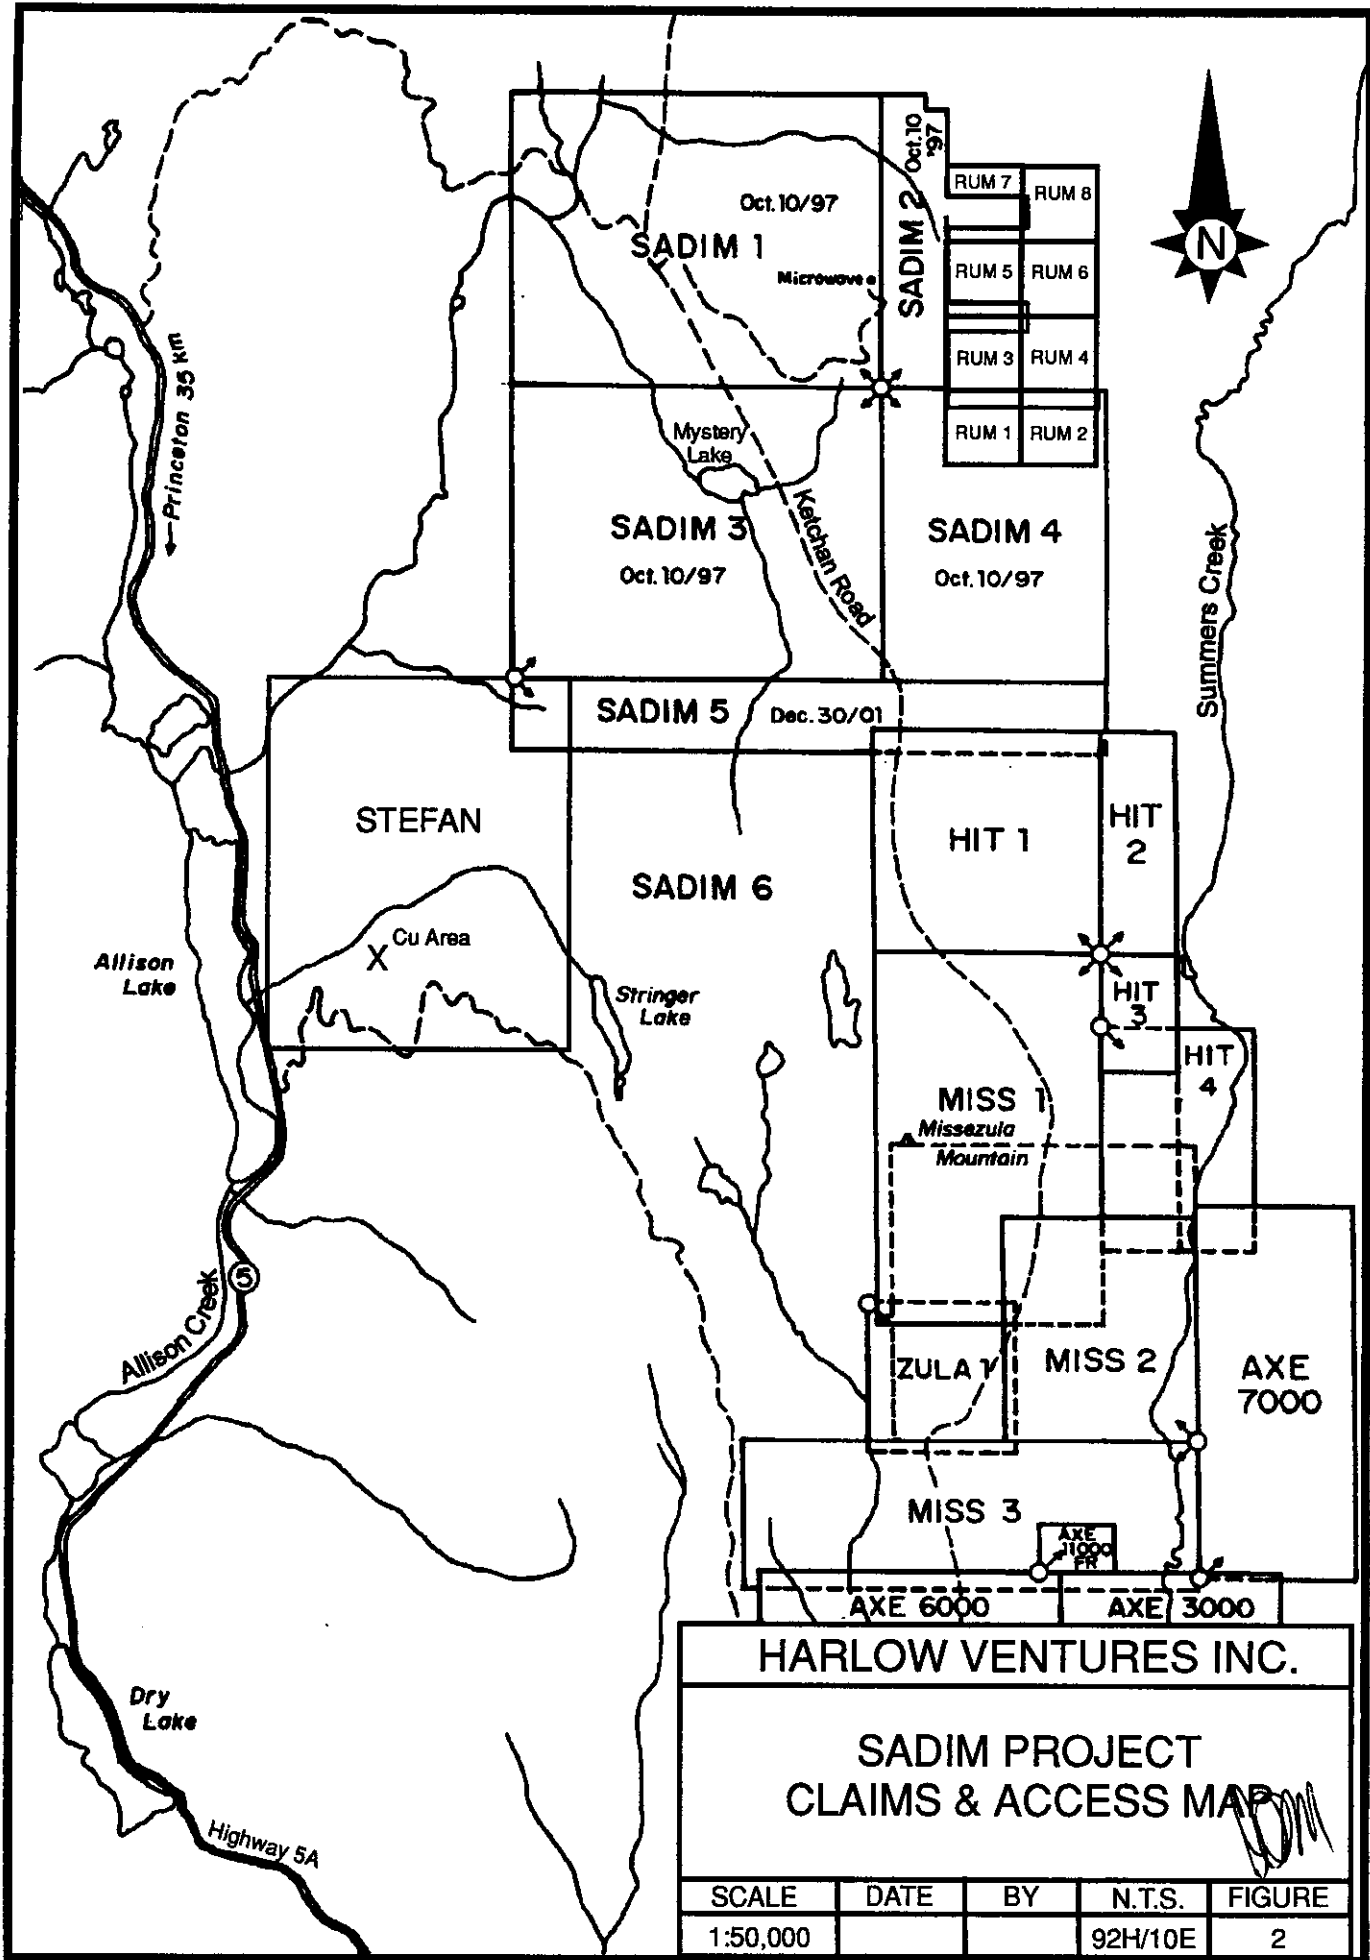 Oct.10
'97
RUM 7
RUM 8
Oct.10/97
SADIM 1
SADIM 2
N
Microwave
RUM 5
RUM 6
Princeton 35 km
RUM 3
RUM 4
Mystery
Lake
RUM 1
RUM 2
Ketchan Road
SADIM 3
Oct.10/97
SADIM 4
Oct.10/97
Summers Creek
SADIM 5
Dec.30/01
STEFAN
HIT 1
HIT
2
SADIM 6
Cu Area
X
Allison
Lake
Stringer
Lake
HIT
3
HIT
4
MISS 1
Missezula
Mountain
5
Allison Creek
ZULA 1
MISS 2
AXE
7000
MISS 3
AXE
11000
FR
AXE 6000
AXE 3000
Dry
Lake
Highway 5A
HARLOW VENTURES INC.
SADIM PROJECT
CLAIMS & ACCESS MAP
SCALE
DATE
BY
N.T.S.
FIGURE
1:50,000
92H/10E
2